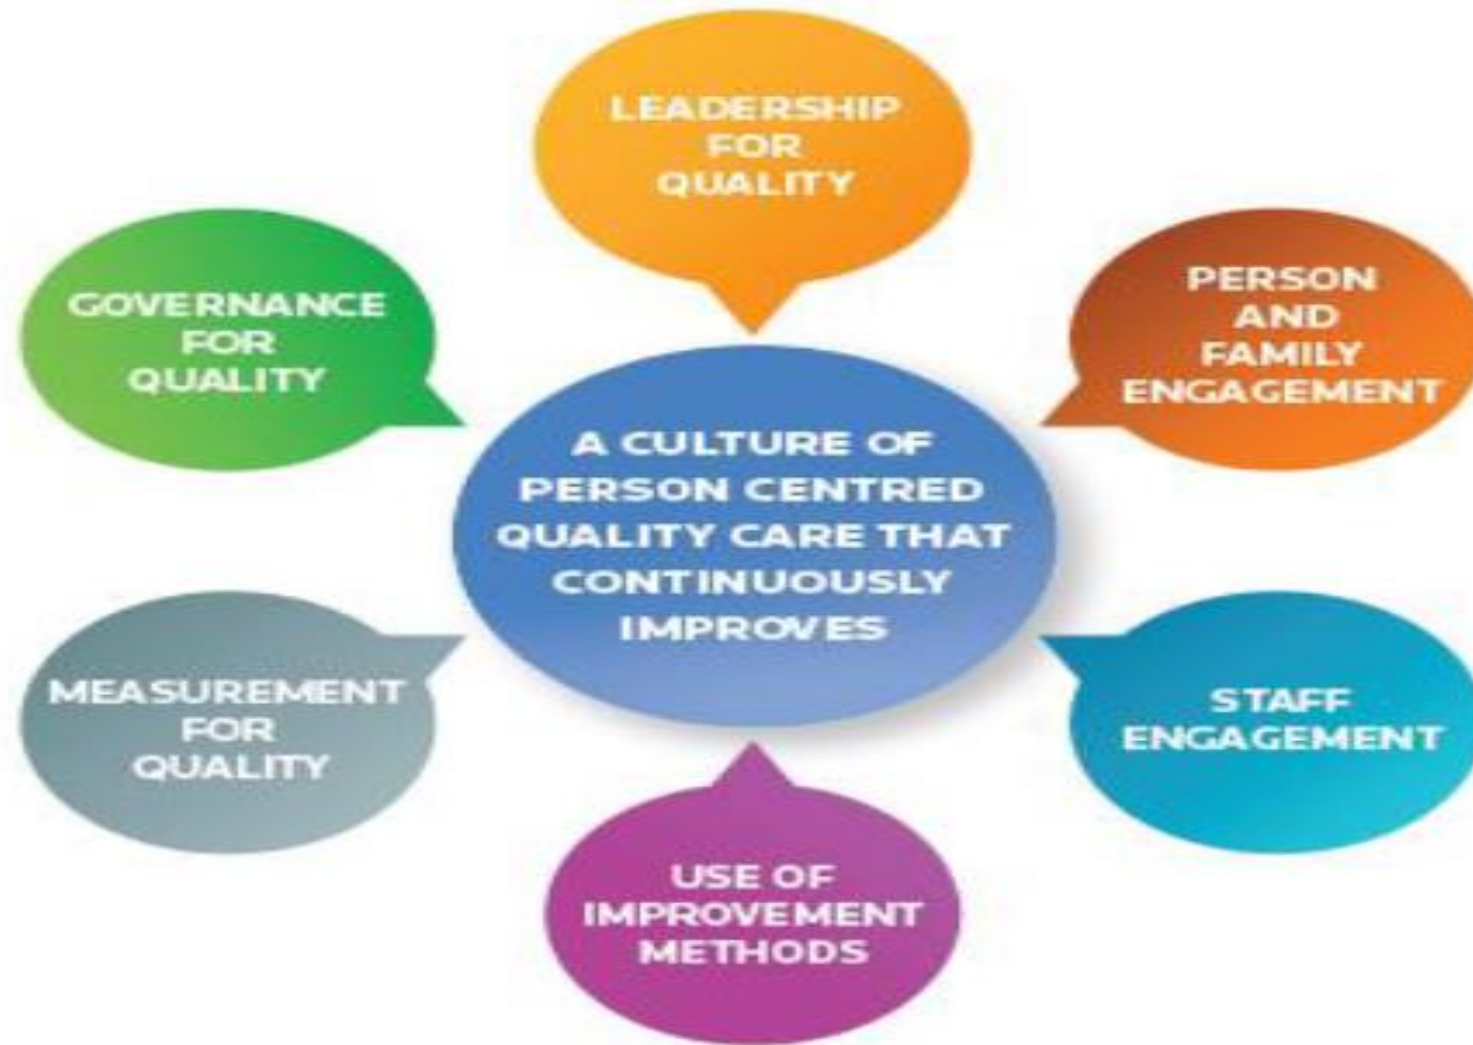 LEADERSHIP
FOR
QUALITY
PERSON
AND
FAMILY
ENGAGEMENT
GOVERNANCE
FOR
QUALITY
A CULTURE OF
PERSON CENTRED
QUALITY CARE THAT
CONTINUOUSLY
IMPROVES
MEASUREMENT
FOR
QUALITY
STAFF
ENGAGEMENT
USE OF
IMPROVEMENT
METHODS